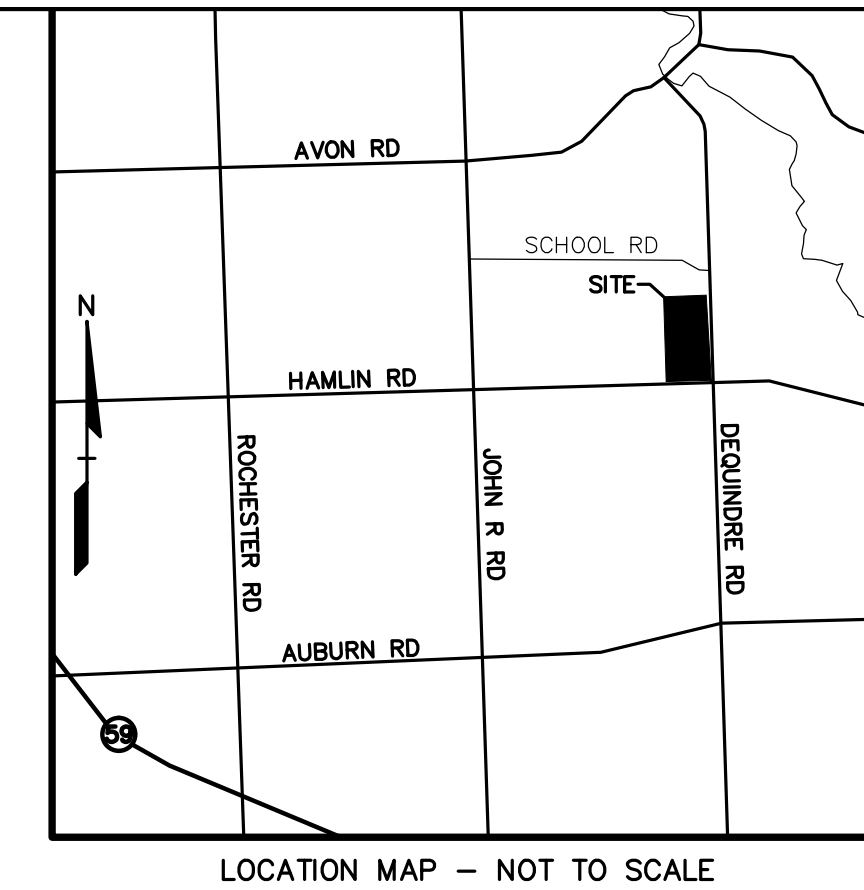 AVON RD
SCHOOL RD
SITE
N
HAMLIN RD
ROCHESTER RD
JOHN R RD
DEQUINDRE RD
AUBURN RD
59
LOCATION MAP – NOT TO SCALE